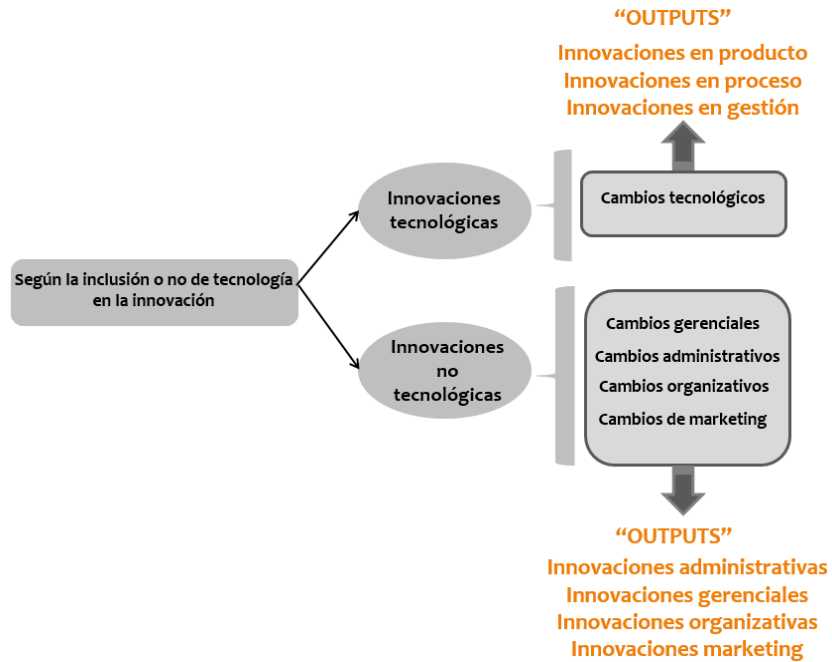 “OUTPUTS”
Innovaciones en producto
Innovaciones en proceso
Innovaciones en gestión
Cambios tecnológicos
Innovaciones
tecnológicas
Según la inclusión o no de tecnología
en la innovación
Innovaciones
no
tecnológicas
Cambios gerenciales
Cambios administrativos
Cambios organizativos
Cambios de marketing
“OUTPUTS”
Innovaciones administrativas
Innovaciones gerenciales
Innovaciones organizativas
Innovaciones marketing